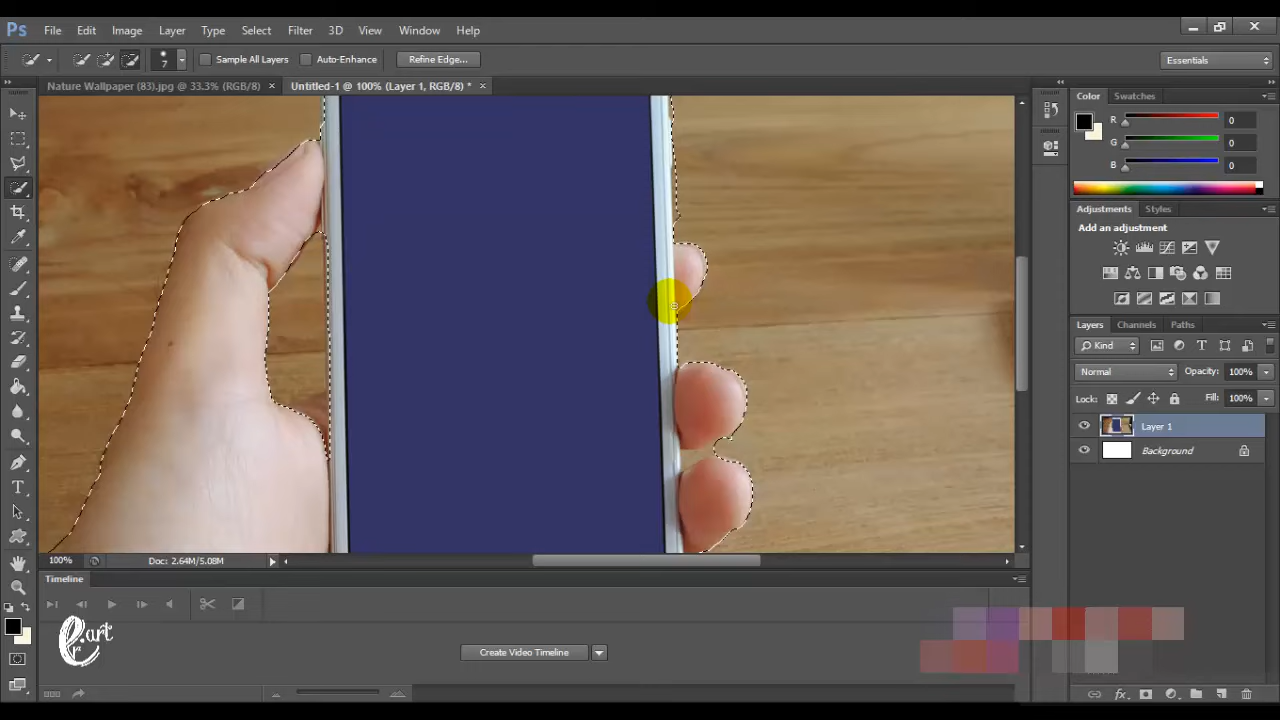 Ps File Edit Image Layer Type Select Filter 3D View Window Help
7 Sample All Layers Auto-Enhance Refine Edge... Essentials
Nature Wallpaper (83).jpg @ 33.3% (RGB/8) × Untitled-1 @ 100% (Layer 1, RGB/8) * ×
Color Swatches
R 0
G 0
B 0
Adjustments Styles
Add an adjustment
Layers Channels Paths
Kind
Normal Opacity: 100%
Lock: Fill: 100%
Layer 1
Background
100% Doc: 2.64M/5.08M
Timeline
Create Video Timeline
art